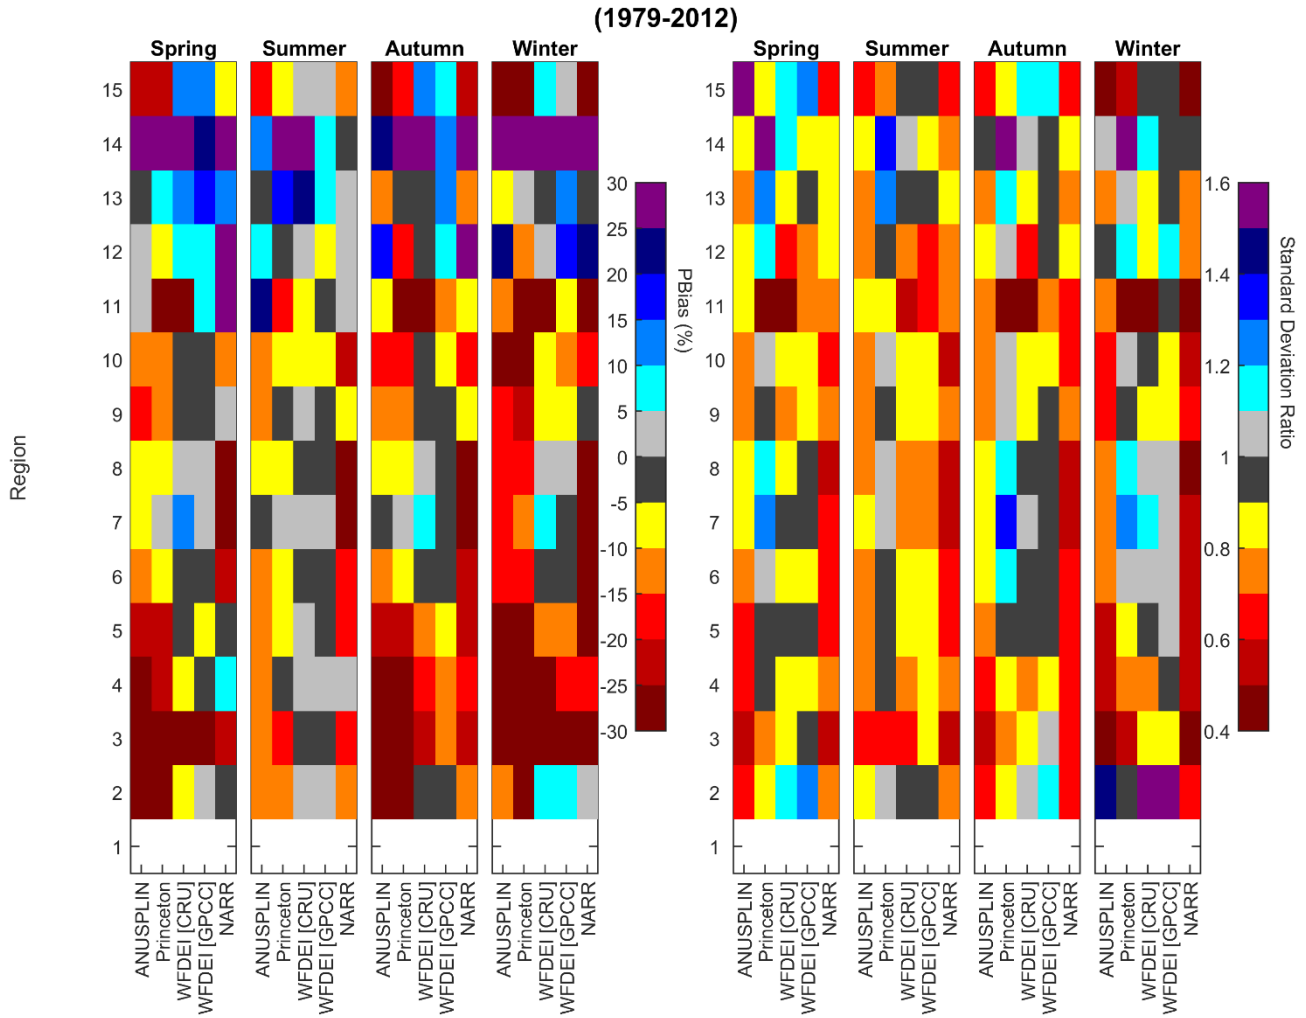 (1979-2012)
Spring Summer Autumn Winter
15
14
13
12
11
10
9
8
7
6
5
4
3
2
1
Region
ANUSPLIN
Princeton
WFDEI [CRU]
WFDEI [GPCC]
NARR
ANUSPLIN
Princeton
WFDEI [CRU]
WFDEI [GPCC]
NARR
ANUSPLIN
Princeton
WFDEI [CRU]
WFDEI [GPCC]
NARR
ANUSPLIN
Princeton
WFDEI [CRU]
WFDEI [GPCC]
NARR
30
25
20
15
10
5
0
-5
-10
-15
-20
-25
-30
PBias (%)
Spring Summer Autumn Winter
15
14
13
12
11
10
9
8
7
6
5
4
3
2
1
ANUSPLIN
Princeton
WFDEI [CRU]
WFDEI [GPCC]
NARR
ANUSPLIN
Princeton
WFDEI [CRU]
WFDEI [GPCC]
NARR
ANUSPLIN
Princeton
WFDEI [CRU]
WFDEI [GPCC]
NARR
ANUSPLIN
Princeton
WFDEI [CRU]
WFDEI [GPCC]
NARR
1.6
1.4
1.2
1
0.8
0.6
0.4
Standard Deviation Ratio